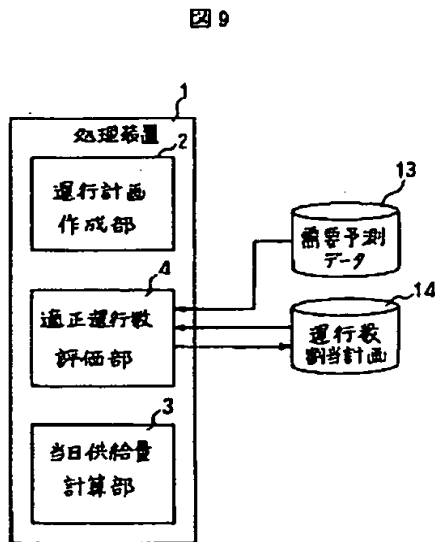 図9
1
処理装置
2
運行計画
作成部
4
適正運行数
評価部
3
当日供給量
計算部
13
需要予測
データ
14
運行数
割当計画